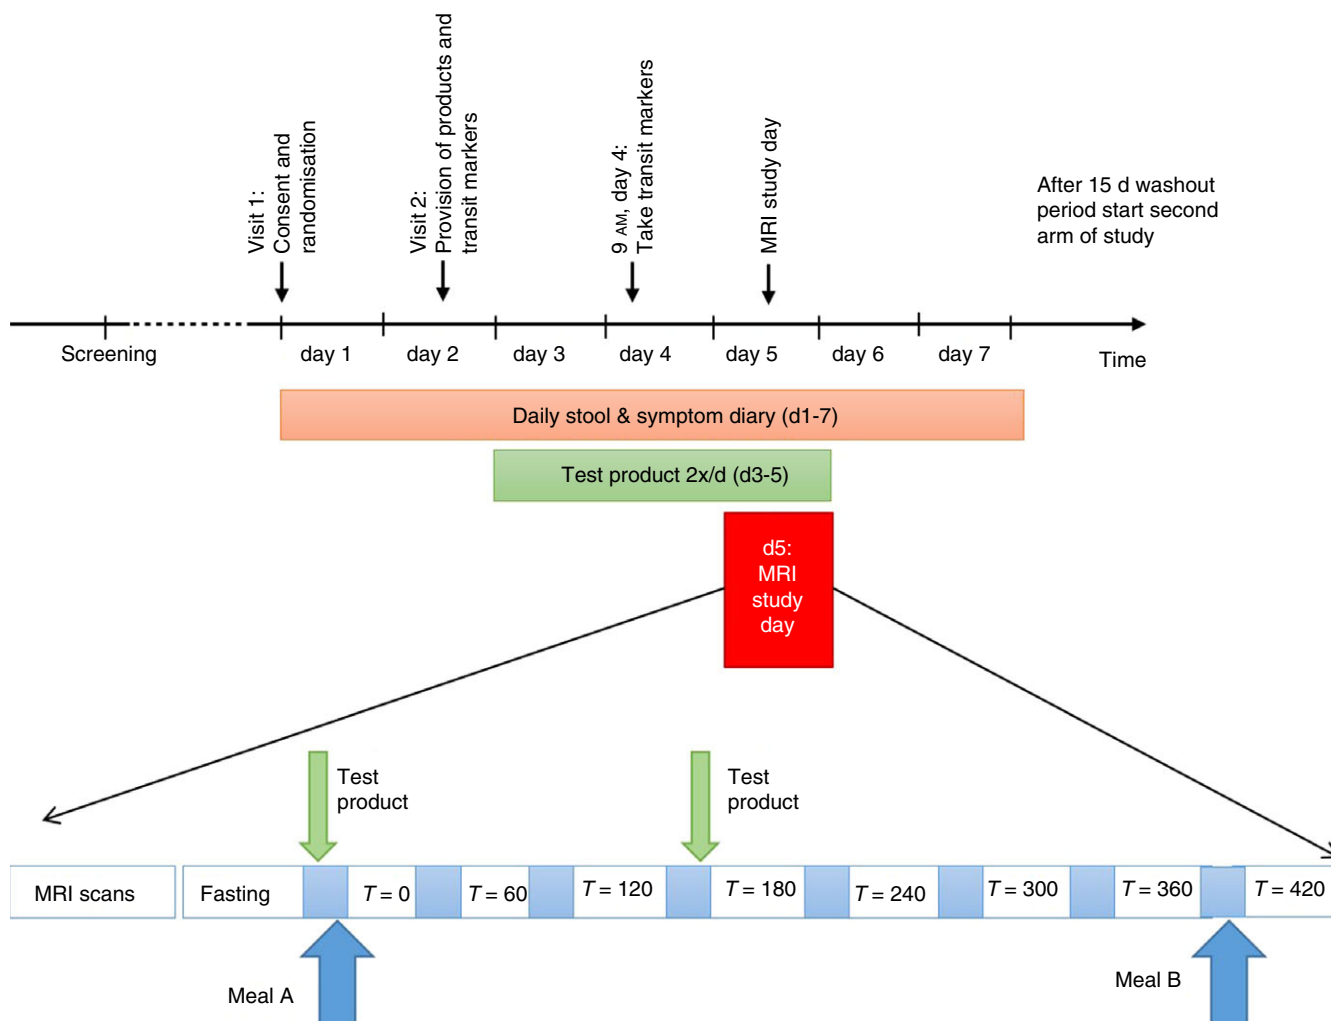 Visit 1:
Consent and
randomisation
Visit 2:
Provision of products and
transit markers
9 AM, day 4:
Take transit markers
MRI study day
After 15 d washout
period start second
arm of study
Screening
day 1
day 2
day 3
day 4
day 5
day 6
day 7
Time
Daily stool & symptom diary (d1-7)
Test product 2x/d (d3-5)
d5:
MRI
study
day
Test
product
Test
product
MRI scans
Fasting
T = 0
T = 60
T = 120
T = 180
T = 240
T = 300
T = 360
T = 420
Meal A
Meal B